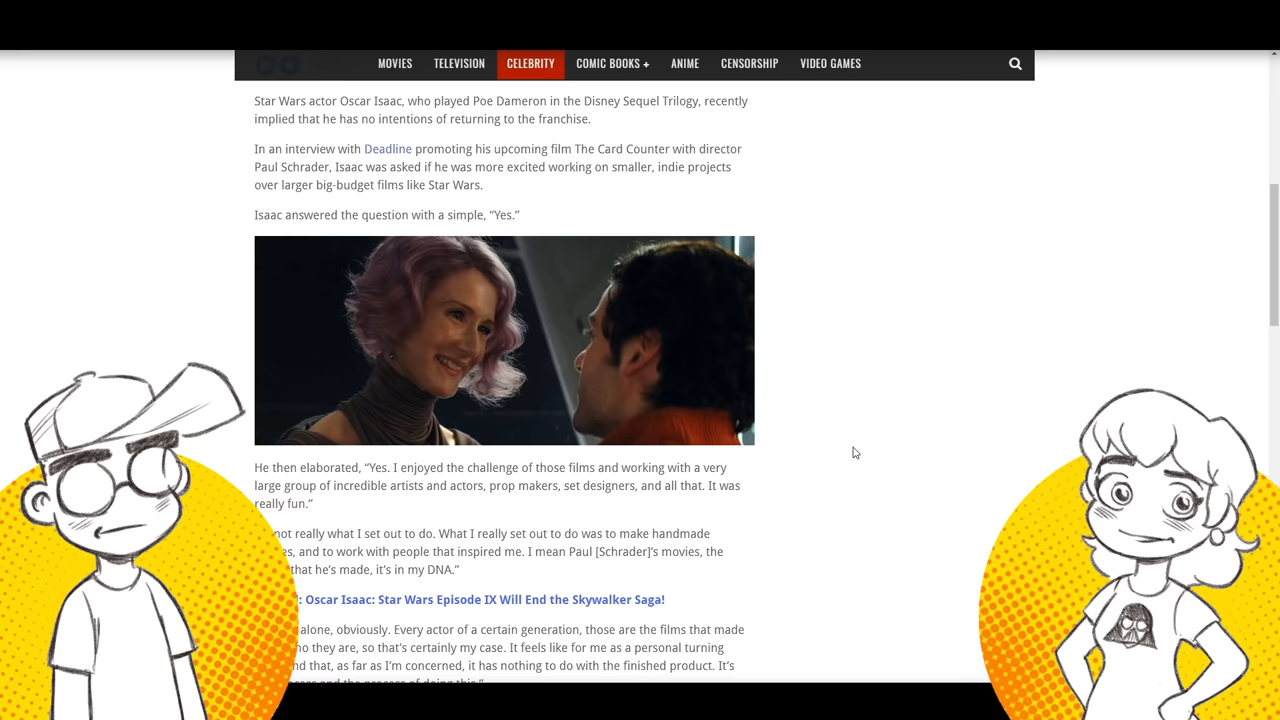 MOVIES TELEVISION CELEBRITY COMIC BOOKS + ANIME CENSORSHIP VIDEO GAMES
Star Wars actor Oscar Isaac, who played Poe Dameron in the Disney Sequel Trilogy, recently
implied that he has no intentions of returning to the franchise.
In an interview with Deadline promoting his upcoming film The Card Counter with director
Paul Schrader, Isaac was asked if he was more excited working on smaller, indie projects
over larger big-budget films like Star Wars.
Isaac answered the question with a simple, “Yes.”
He then elaborated, “Yes. I enjoyed the challenge of those films and working with a very
large group of incredible artists and actors, prop makers, set designers, and all that. It was
really fun.”
not really what I set out to do. What I really set out to do was to make handmade
and to work with people that inspired me. I mean Paul [Schrader]’s movies, the
that he’s made, it’s in my DNA.”
: Oscar Isaac: Star Wars Episode IX Will End the Skywalker Saga!
alone, obviously. Every actor of a certain generation, those are the films that made
they are, so that’s certainly my case. It feels like for me as a personal turning
that, as far as I’m concerned, it has nothing to do with the finished product. It’s
and the process of doing this.”